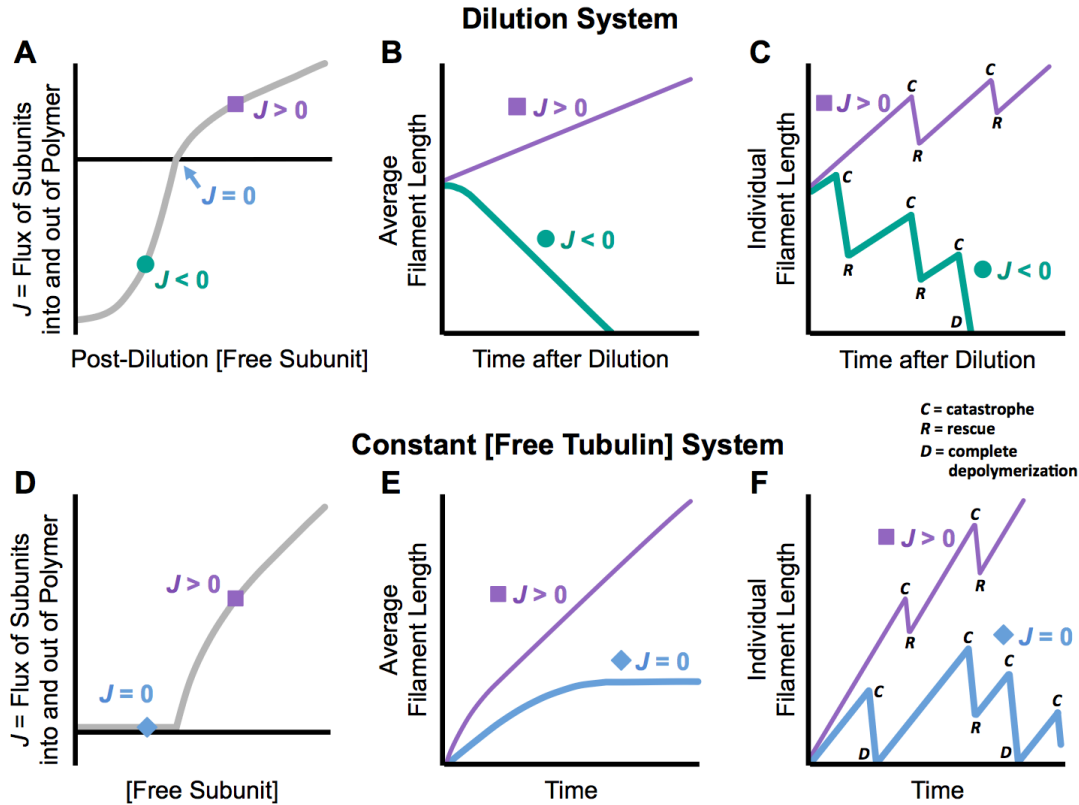 Dilution System
A
J = Flux of Subunits
into and out of Polymer
J > 0
J = 0
J < 0
Post-Dilution [Free Subunit]
B
Average
Filament Length
J > 0
J < 0
Time after Dilution
C
Individual
Filament Length
J > 0
C
C
R
R
C
R
C
R
C
D
J < 0
Time after Dilution
C = catastrophe
R = rescue
D = complete
depolymerization
Constant [Free Tubulin] System
D
J = Flux of Subunits
into and out of Polymer
J > 0
J = 0
[Free Subunit]
E
Average
Filament Length
J > 0
J = 0
Time
F
Individual
Filament Length
J > 0
C
R
C
R
J = 0
C
D
C
R
C
D
C
Time